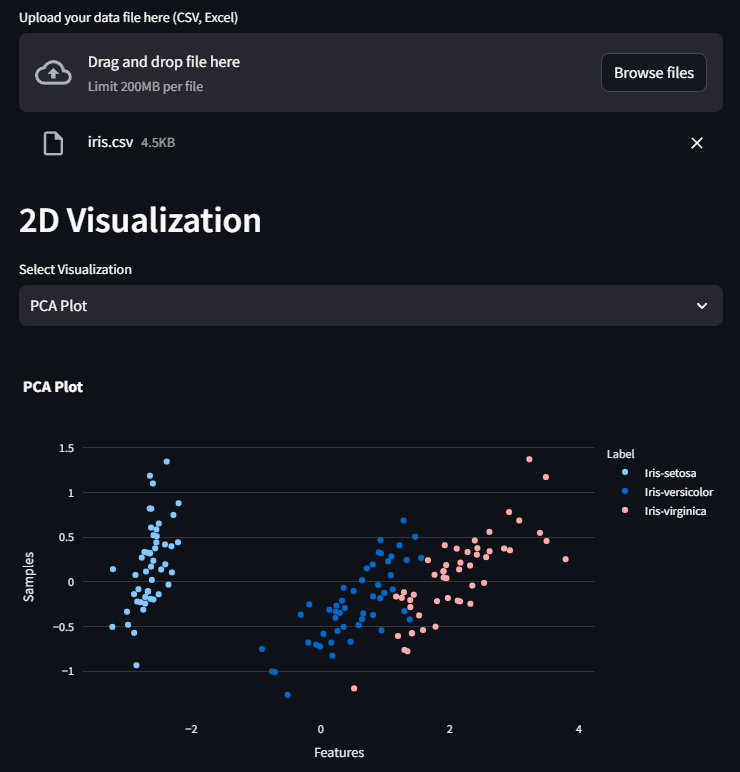 Upload your data file here (CSV, Excel)
Drag and drop file here
Limit 200MB per file
Browse files
iris.csv 4.5KB
2D Visualization
Select Visualization
PCA Plot
PCA Plot
Label
Iris-setosa
Iris-versicolor
Iris-virginica
1.5
1
0.5
0
−0.5
−1
Samples
−2
0
2
4
Features